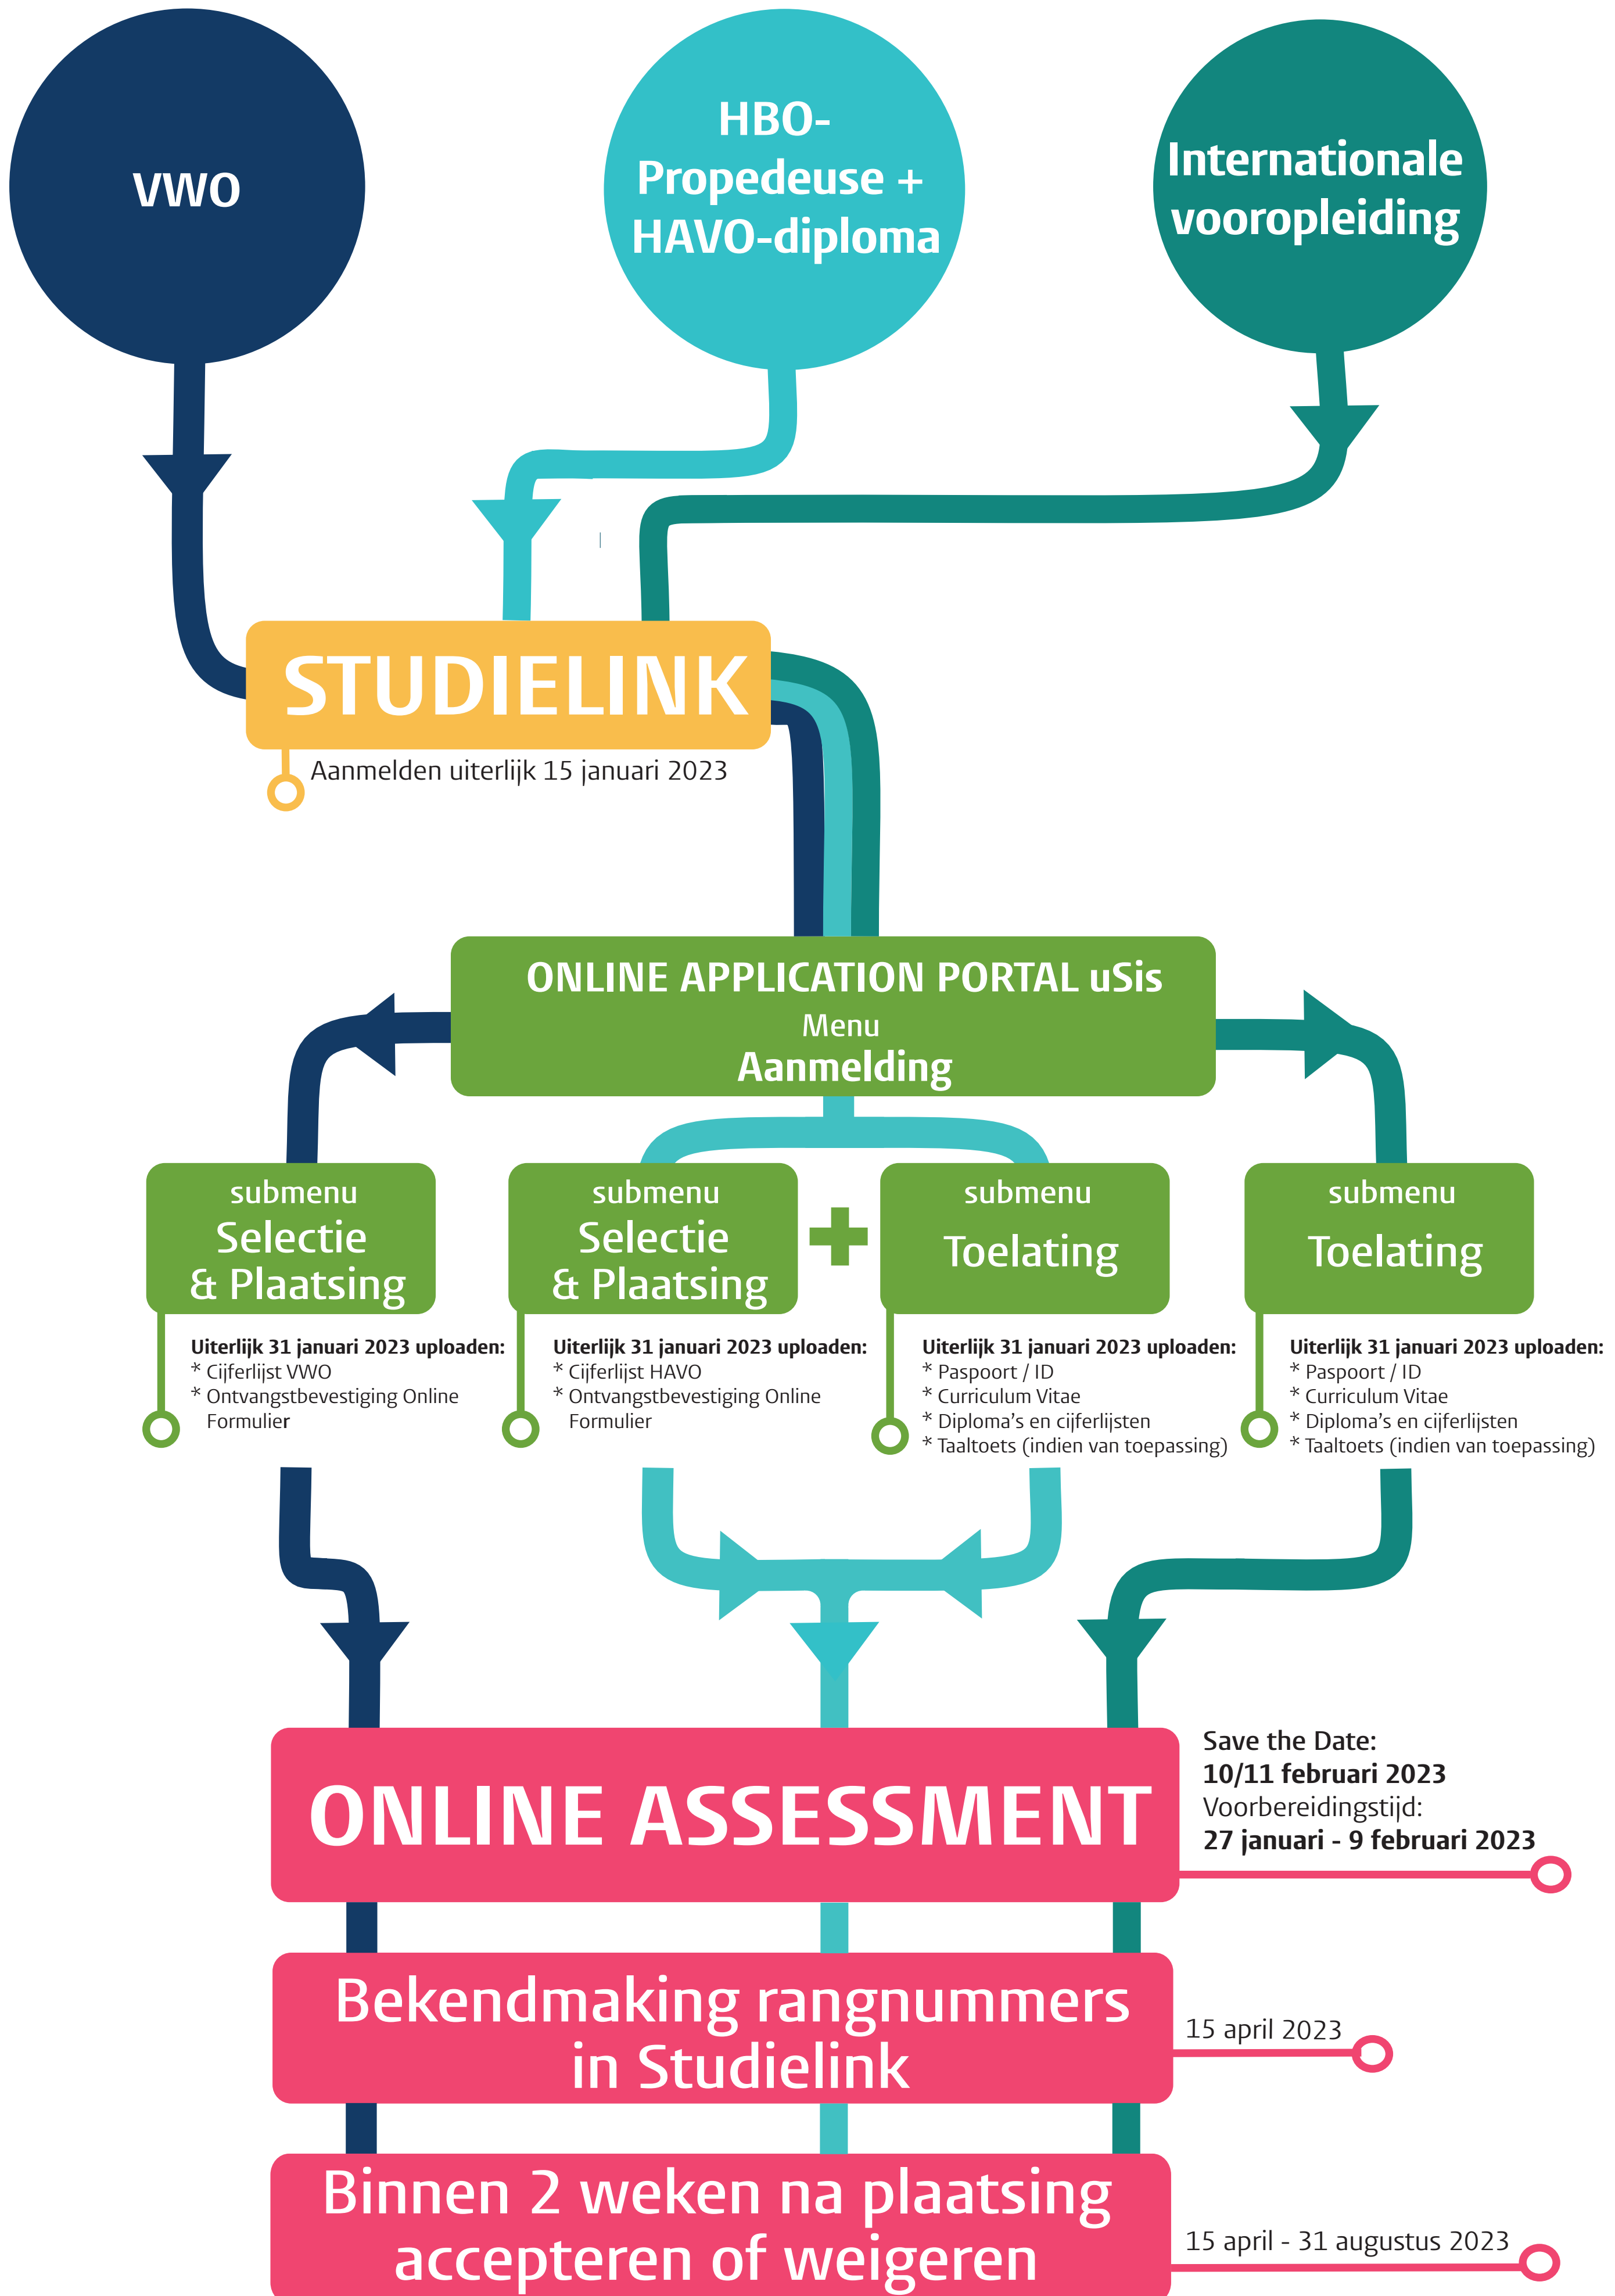 VWO
HBO-
Propedeuse +
HAVO-diploma
Internationale
vooropleiding
STUDIELINK
Aanmelden uiterlijk 15 januari 2023
ONLINE APPLICATION PORTAL uSis
Menu
Aanmelding
submenu
Selectie
& Plaatsing
Uiterlijk 31 januari 2023 uploaden:
* Cijferlijst VWO
* Ontvangstbevestiging Online
Formulier
submenu
Selectie
& Plaatsing
Uiterlijk 31 januari 2023 uploaden:
* Cijferlijst HAVO
* Ontvangstbevestiging Online
Formulier
submenu
Toelating
Uiterlijk 31 januari 2023 uploaden:
* Paspoort / ID
* Curriculum Vitae
* Diploma’s en cijferlijsten
* Taaltoets (indien van toepassing)
submenu
Toelating
Uiterlijk 31 januari 2023 uploaden:
* Paspoort / ID
* Curriculum Vitae
* Diploma’s en cijferlijsten
* Taaltoets (indien van toepassing)
ONLINE ASSESSMENT
Save the Date:
10/11 februari 2023
Voorbereidingstijd:
27 januari - 9 februari 2023
Bekendmaking rangnummers
in Studielink
15 april 2023
Binnen 2 weken na plaatsing
accepteren of weigeren
15 april - 31 augustus 2023